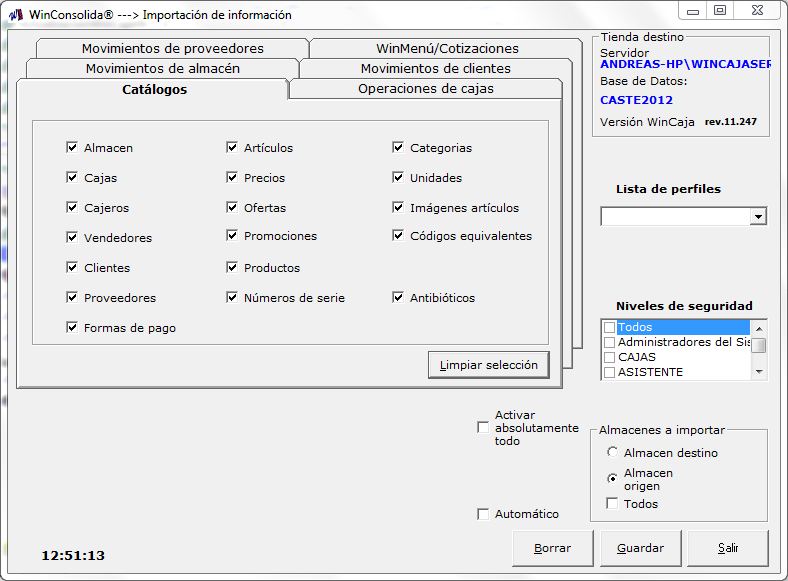 WinConsolida® ---> Importación de información
Movimientos de proveedores
WinMenú/Cotizaciones
Movimientos de almacén
Movimientos de clientes
Catálogos
Operaciones de cajas
Almacen
Artículos
Categorias
Cajas
Precios
Unidades
Cajeros
Ofertas
Imágenes artículos
Vendedores
Promociones
Códigos equivalentes
Clientes
Productos
Proveedores
Números de serie
Antibióticos
Formas de pago
Limpiar selección
Tienda destino
Servidor
ANDREAS-HP\WINCAJASER
Base de Datos:
CASTE2012
Versión WinCaja rev.11.247
Lista de perfiles
Niveles de seguridad
Todos
Administradores del Sis
CAJAS
ASISTENTE
Activar
absolutamente
todo
Automático
Almacenes a importar
Almacen destino
Almacen
origen
Todos
12:51:13
Borrar
Guardar
Salir